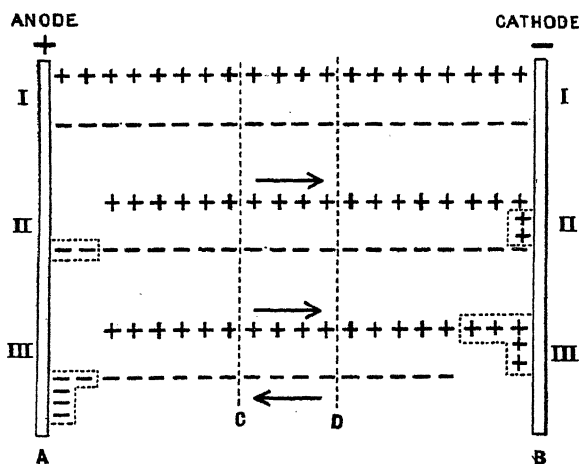 ANODE CATHODE
+ −
I I
II II
III III
C D
A B